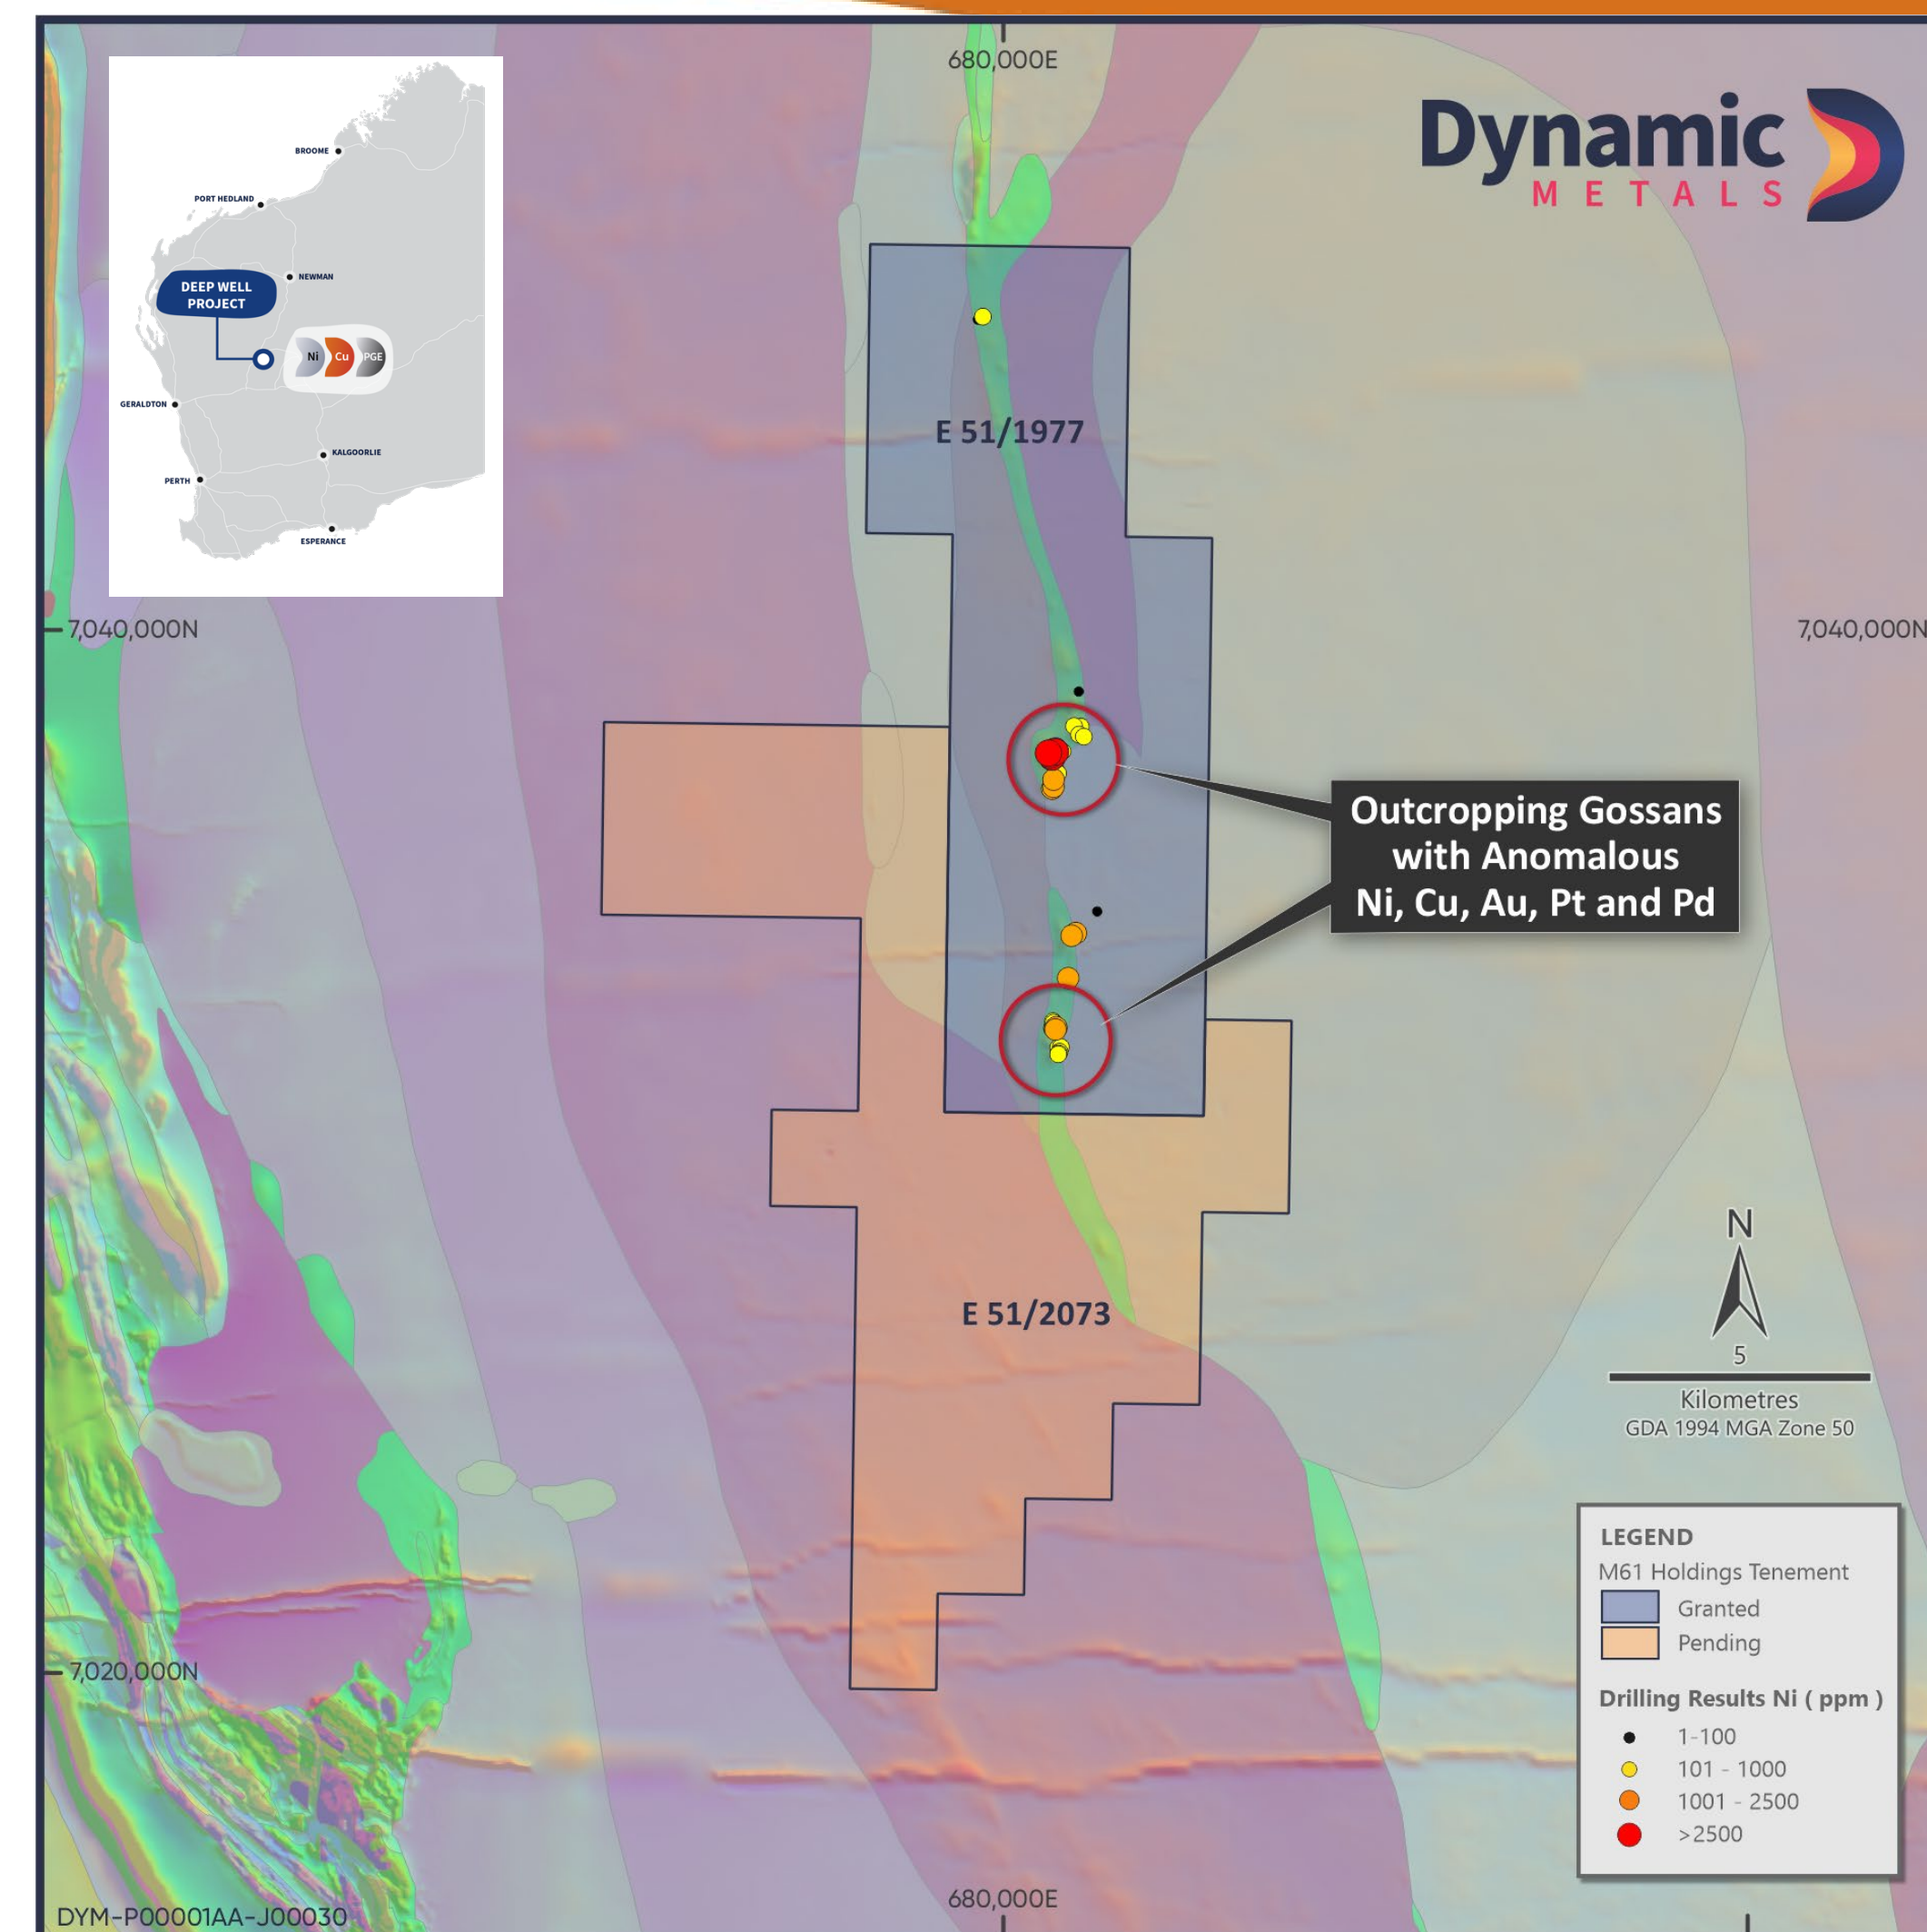 680,000E
Dynamic
METALS
BROOME
PORT HEDLAND
NEWMAN
DEEP WELL
PROJECT
Ni Cu PGE
GERALDTON
KALGOORLIE
PERTH
ESPERANCE
E 51/1977
7,040,000N
7,040,000N
Outcropping Gossans
with Anomalous
Ni, Cu, Au, Pt and Pd
E 51/2073
N
5
Kilometres
GDA 1994 MGA Zone 50
LEGEND
M61 Holdings Tenement
Granted
Pending
Drilling Results Ni ( ppm )
1-100
101 - 1000
1001 - 2500
>2500
7,020,000N
680,000E
DYM-P00001AA-J00030